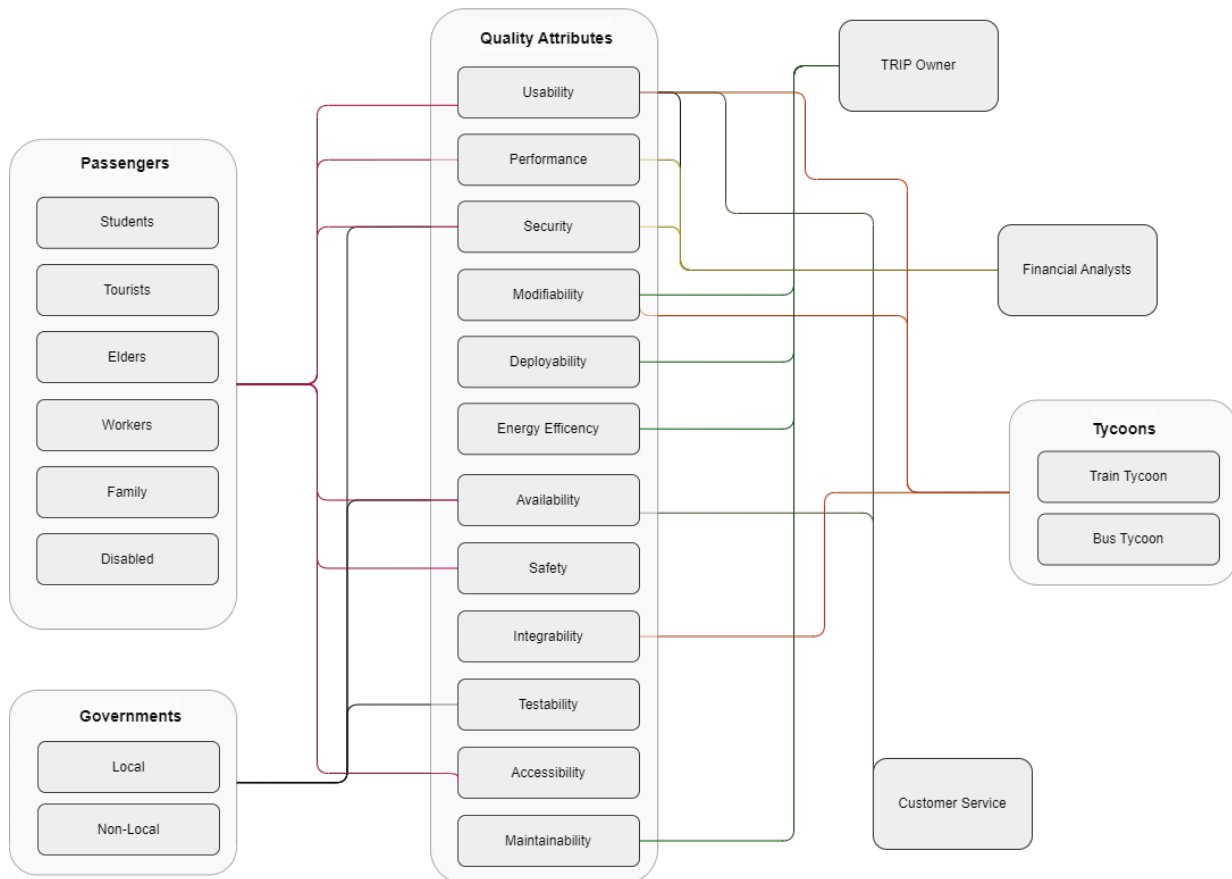 Passengers
Students
Tourists
Elders
Workers
Family
Disabled
Governments
Local
Non-Local
Quality Attributes
Usability
Performance
Security
Modifiability
Deployability
Energy Efficency
Availability
Safety
Integrability
Testability
Accessibility
Maintainability
TRIP Owner
Financial Analysts
Tycoons
Train Tycoon
Bus Tycoon
Customer Service